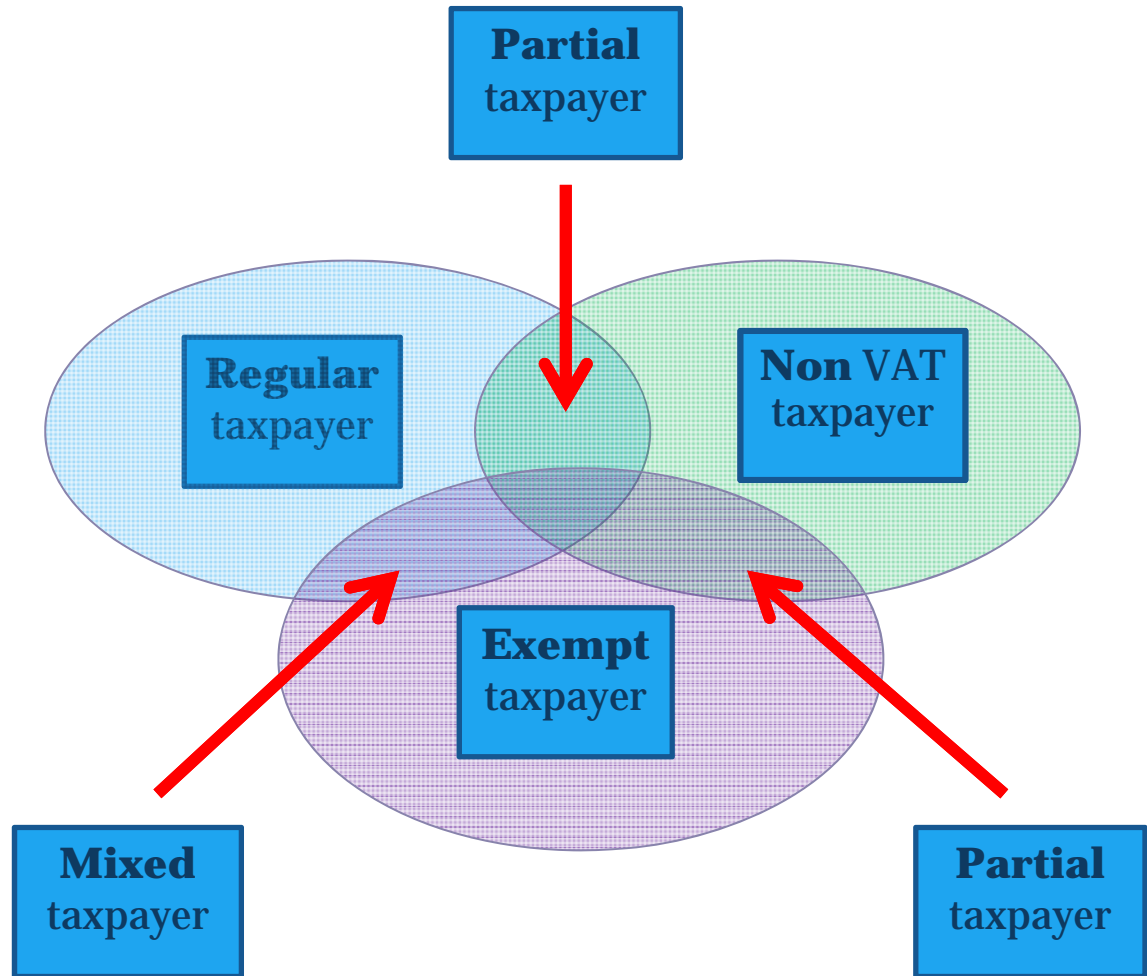 Partial
taxpayer
Regular
taxpayer
Non VAT
taxpayer
Exempt
taxpayer
Mixed
taxpayer
Partial
taxpayer